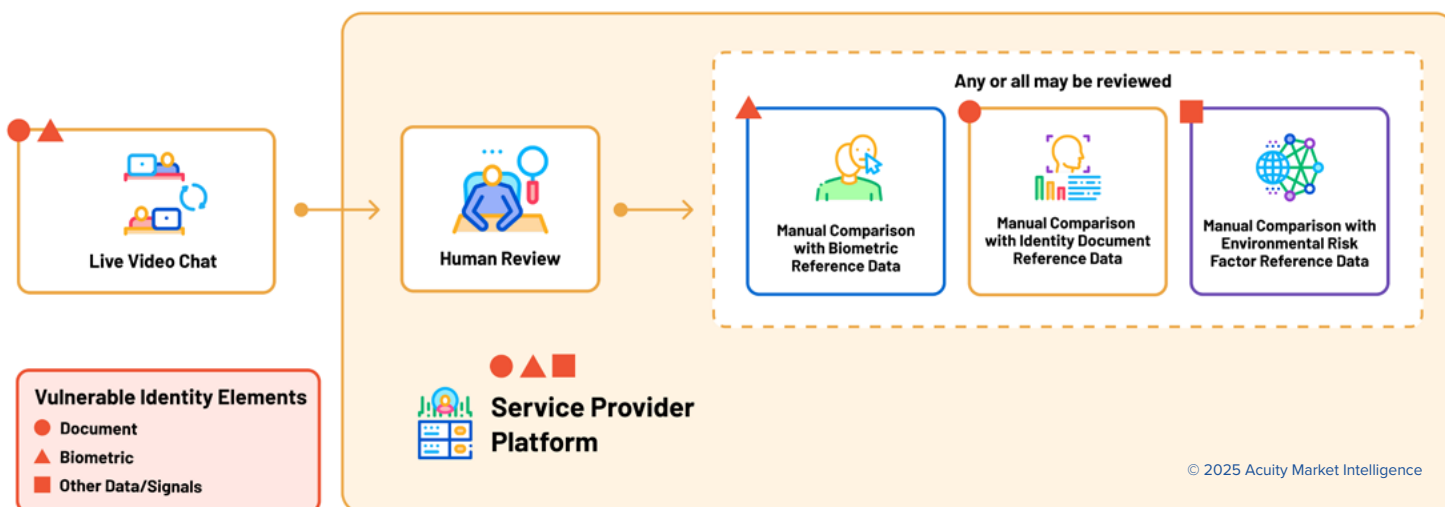 Any or all may be reviewed
Live Video Chat
Human Review
Manual Comparison
with Biometric
Reference Data
Manual Comparison
with Identity Document
Reference Data
Manual Comparison with
Environmental Risk
Factor Reference Data
Vulnerable Identity Elements
Document
Biometric
Other Data/Signals
Service Provider
Platform
© 2025 Acuity Market Intelligence